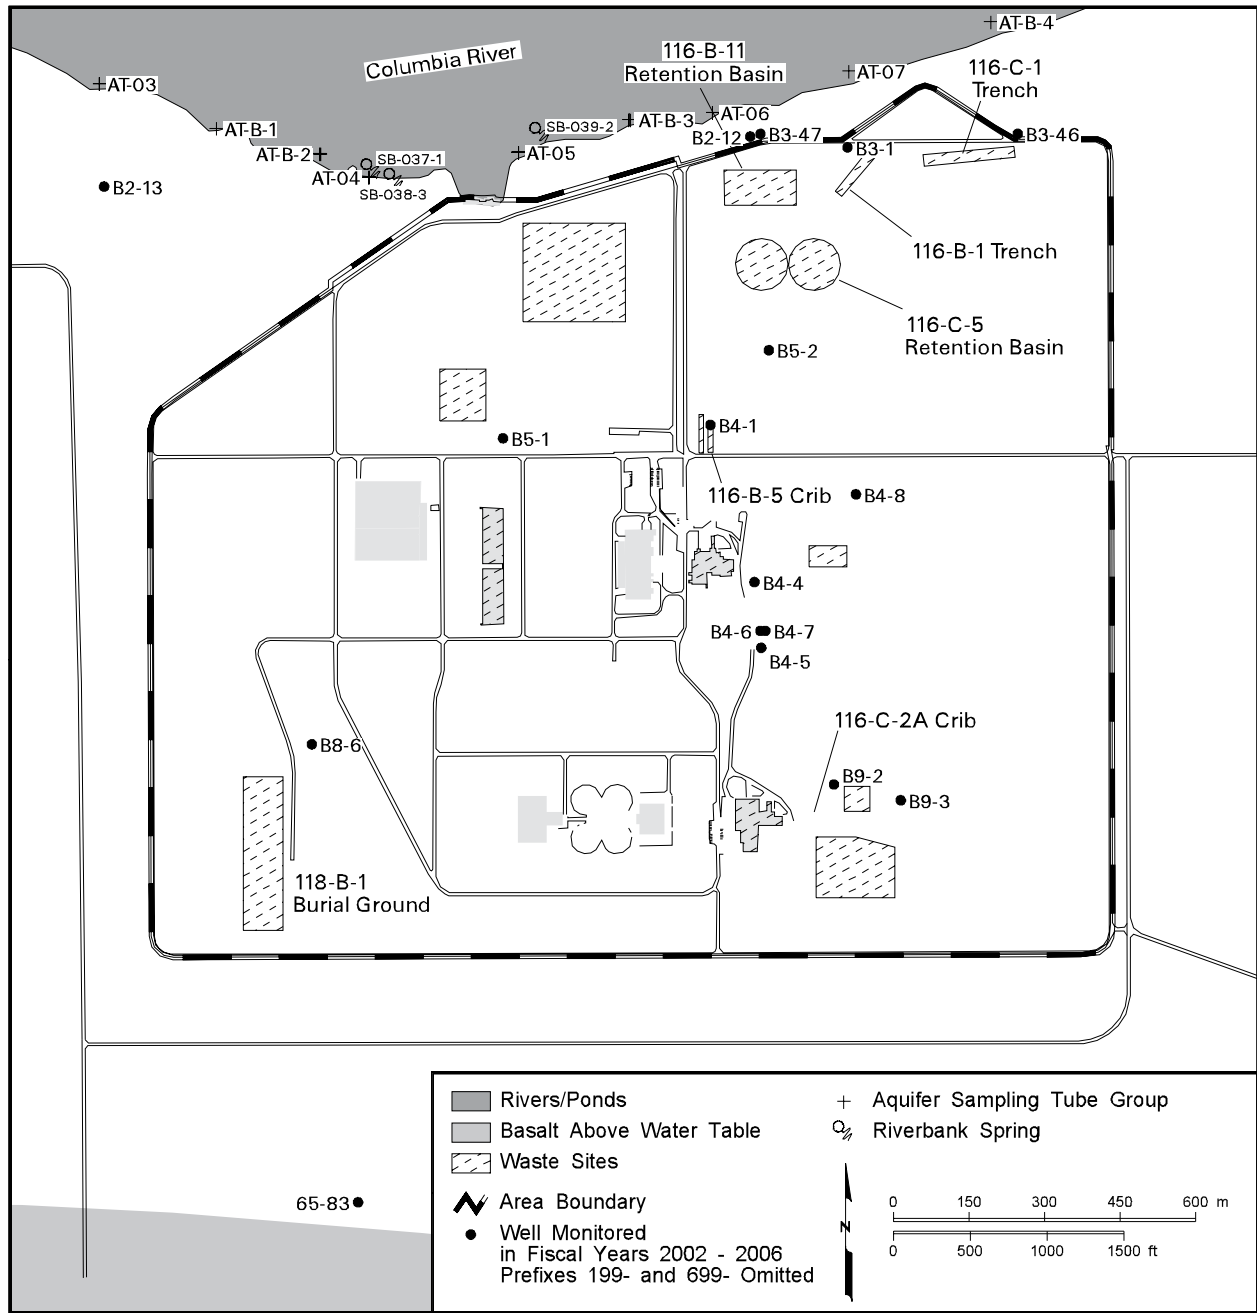 AT-B-4
Columbia River
116-B-11
Retention Basin
AT-07
116-C-1
Trench
AT-03
AT-B-1
SB-039-2
AT-B-3
AT-06
B2-12
B3-47
B3-46
AT-B-2
SB-037-1
AT-05
B3-1
AT-04
SB-038-3
B2-13
116-B-1 Trench
116-C-5
Retention Basin
B5-2
B5-1
B4-1
116-B-5 Crib
B4-8
B4-4
B4-6
B4-7
B4-5
116-C-2A Crib
B8-6
B9-2
B9-3
118-B-1
Burial Ground
65-83
Rivers/Ponds
Basalt Above Water Table
Waste Sites
Area Boundary
Well Monitored
in Fiscal Years 2002 - 2006
Prefixes 199- and 699- Omitted
Aquifer Sampling Tube Group
Riverbank Spring
N
0 150 300 450 600 m
0 500 1000 1500 ft